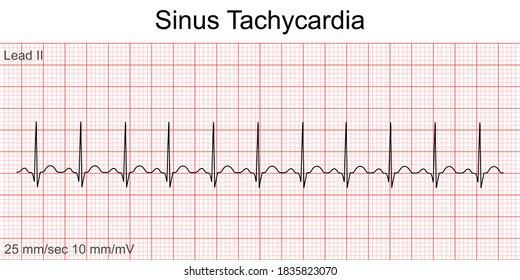 Sinus Tachycardia
Lead II
25 mm/sec 10 mm/mV
shutterstock.com · 1835823070